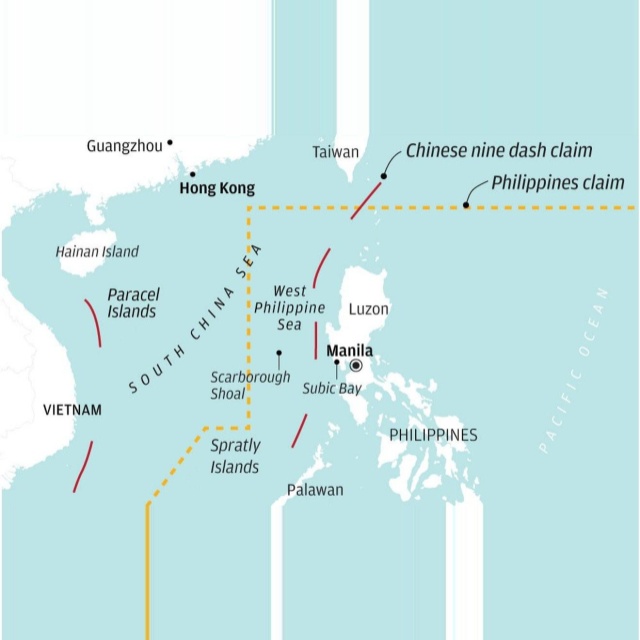 Guangzhou
Taiwan
Chinese nine dash claim
Philippines claim
Hong Kong
Hainan Island
SOUTH CHINA SEA
Paracel
Islands
West
Philippine
Sea
Luzon
PACIFIC OCEAN
Manila
Scarborough
Shoal
Subic Bay
VIETNAM
PHILIPPINES
Spratly
Islands
Palawan